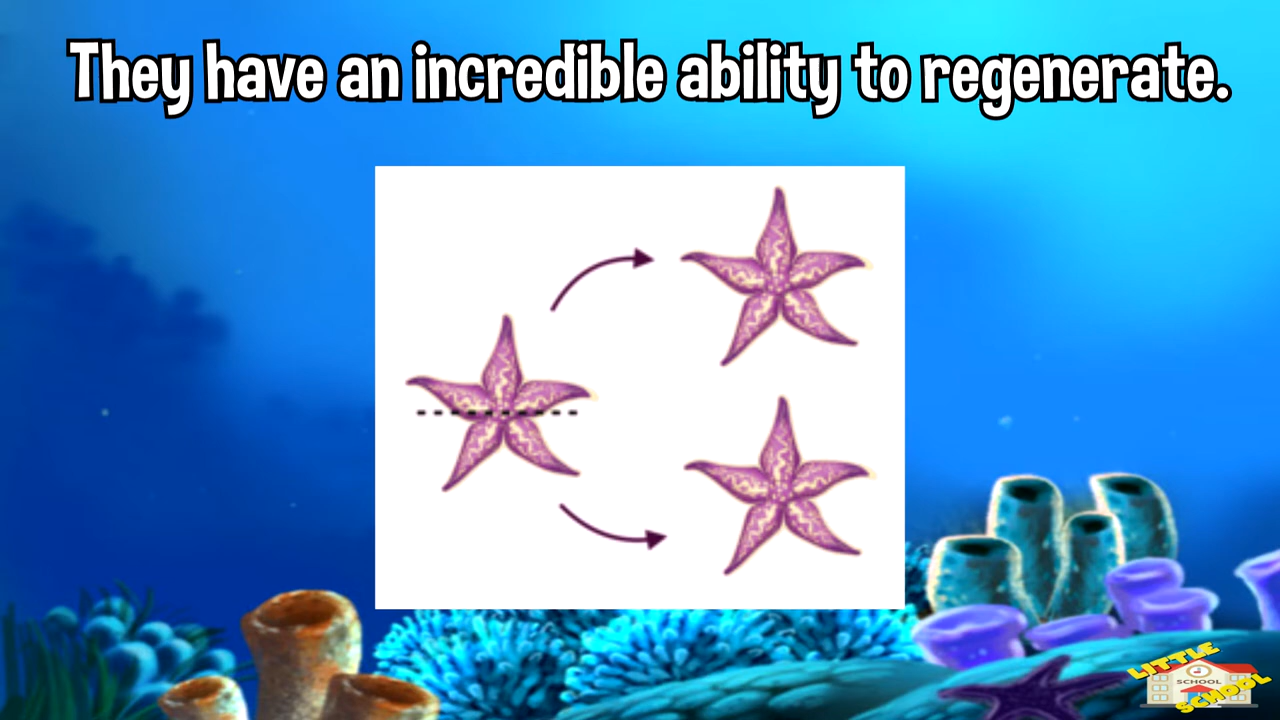 They have an incredible ability to regenerate.
LITTLE
SCHOOL
SCHOOL